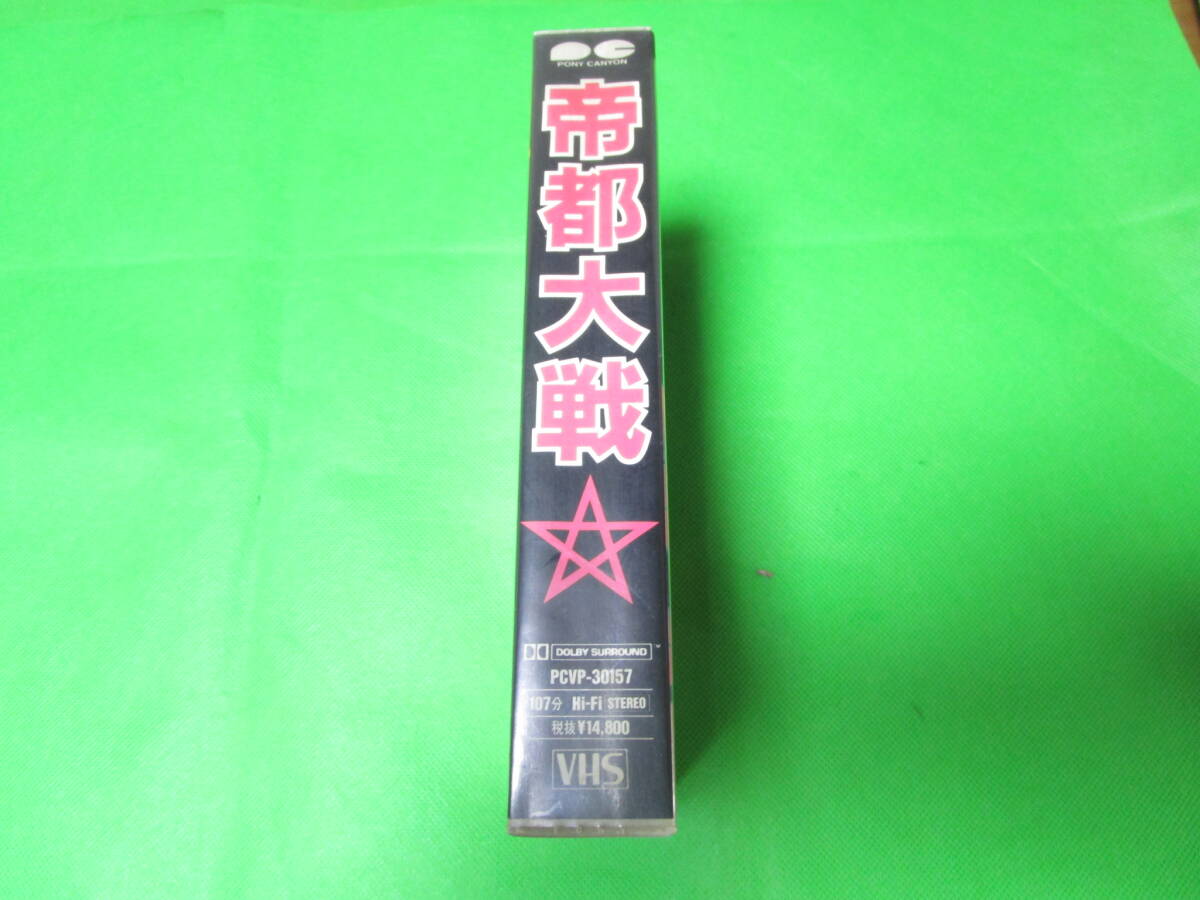 PONY CANYON
帝都大戦
DOLBY SURROUND
PCVP-30157
107分 Hi-Fi STEREO
税抜¥14,800
VHS